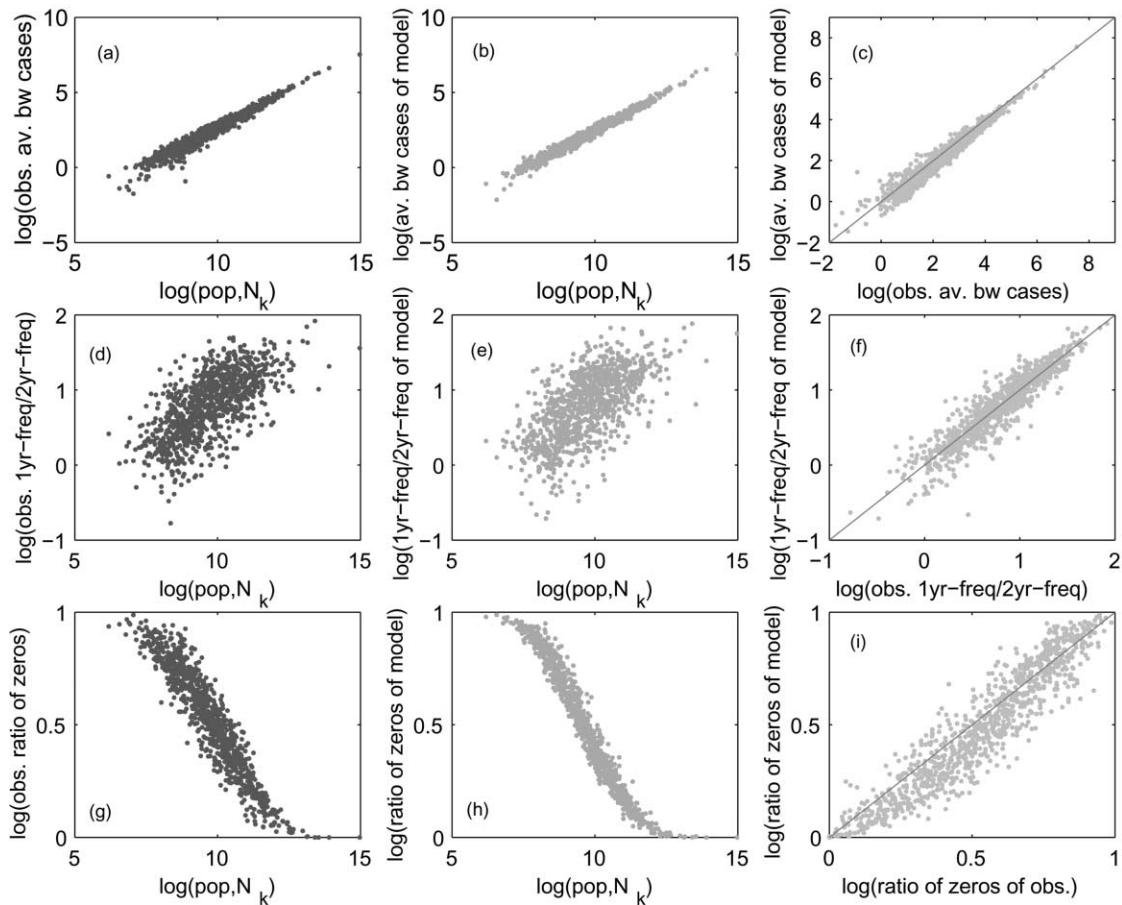 (a)
log(obs. av. bw cases)
10
5
0
−5
5
10
15
log(pop,N_k)
(b)
log(av. bw cases of model)
10
5
0
−5
5
10
15
log(pop,N_k)
(c)
log(av. bw cases of model)
8
6
4
2
0
−2
−2
0
2
4
6
8
log(obs. av. bw cases)
(d)
log(obs. 1yr−freq/2yr−freq)
2
1
0
−1
5
10
15
log(pop,N_k)
(e)
log(1yr−freq/2yr−freq of model)
2
1
0
−1
5
10
15
log(pop,N_k)
(f)
log(1yr−freq/2yr−freq of model)
2
1
0
−1
−1
0
1
2
log(obs. 1yr−freq/2yr−freq)
(g)
log(obs. ratio of zeros)
1
0.5
0
5
10
15
log(pop,N_k)
(h)
log(ratio of zeros of model)
1
0.5
0
5
10
15
log(pop,N_k)
(i)
log(ratio of zeros of model)
1
0.5
0
0
0.5
1
log(ratio of zeros of obs.)